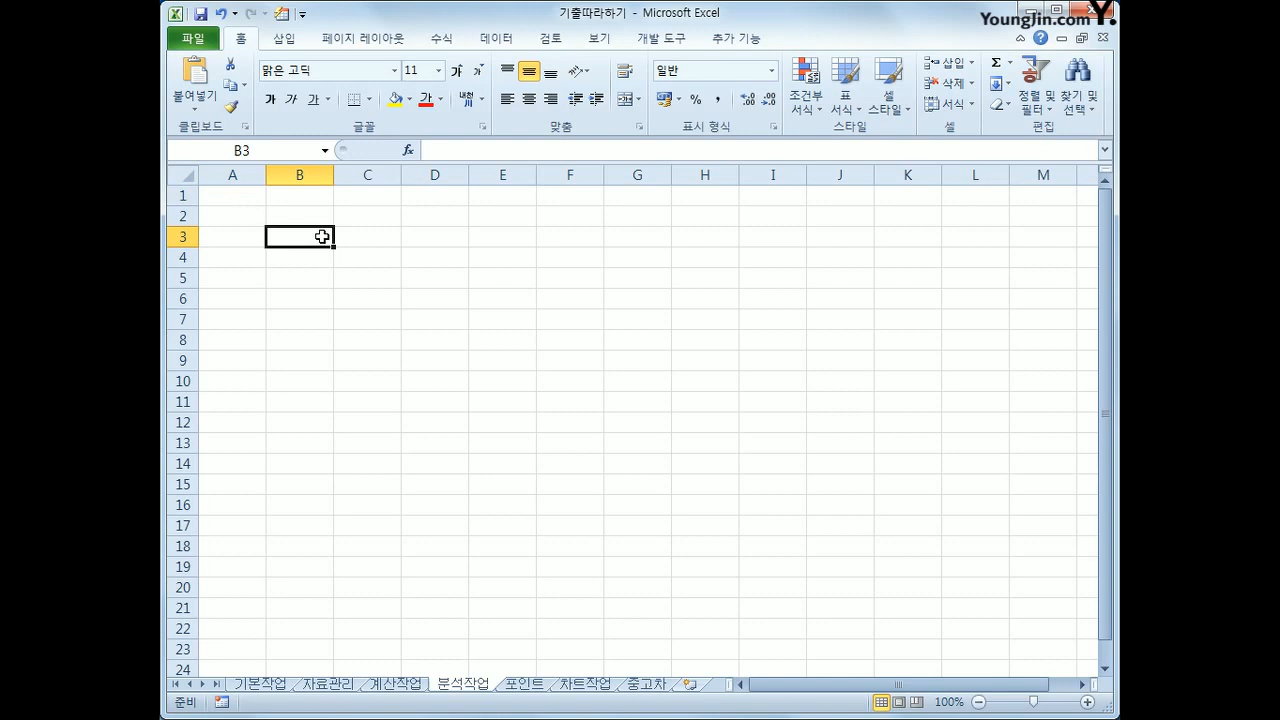 기출따라하기 - Microsoft Excel
YoungJin.com Y.
파일 홈 삽입 페이지 레이아웃 수식 데이터 검토 보기 개발 도구 추가 기능
붙여넣기
맑은 고딕 11
일반
조건부 서식
표 서식
셀 스타일
삽입
삭제
서식
정렬 및 필터
찾기 및 선택
클립보드 글꼴 맞춤 표시 형식 스타일 셀 편집
B3 fx
A B C D E F G H I J K L M
1
2
3
4
5
6
7
8
9
10
11
12
13
14
15
16
17
18
19
20
21
22
23
24
기본작업 자료관리 계산작업 분석작업 포인트 차트작업 중고차
준비 100%